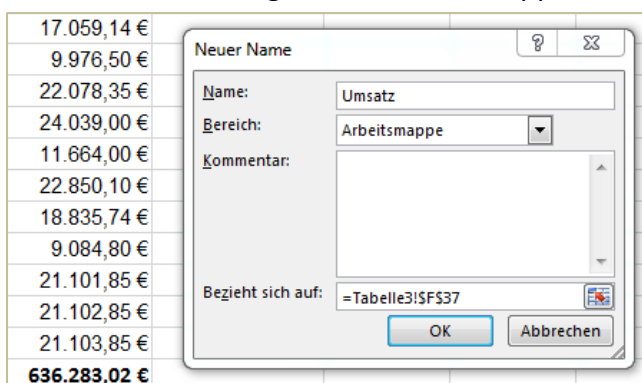 17.059,14 €
9.976,50 €
22.078,35 €
24.039,00 €
11.664,00 €
22.850,10 €
18.835,74 €
9.084,80 €
21.101,85 €
21.102,85 €
21.103,85 €
636.283,02 €
Neuer Name
Name: Umsatz
Bereich: Arbeitsmappe
Kommentar:
Bezieht sich auf: =Tabelle3!$F$37
OK Abbrechen